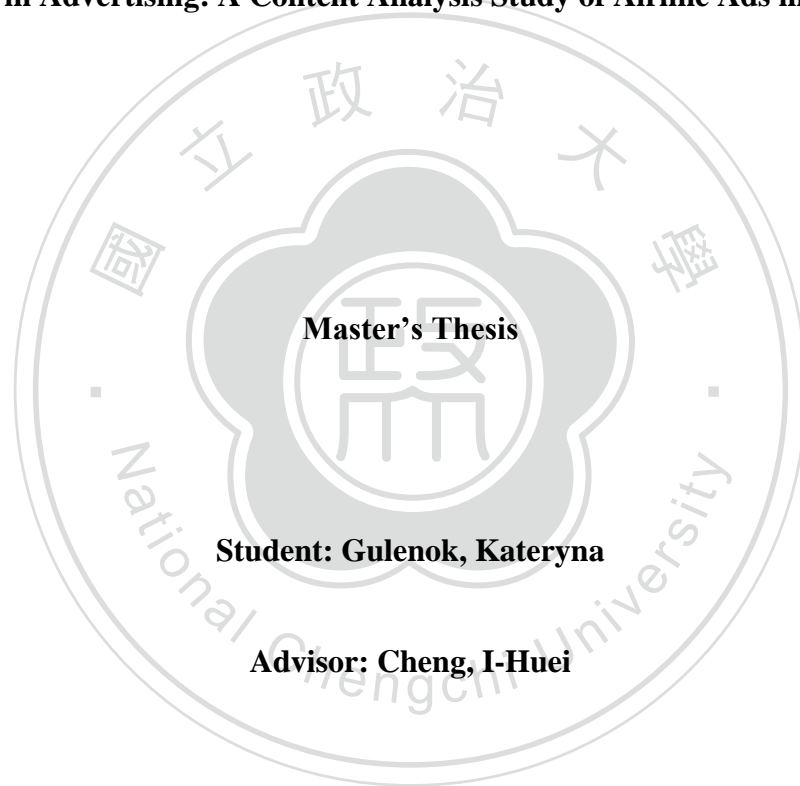 in Advertising: A Content Analysis Study of Airline Ads in
國立政治大學
Master's Thesis
Student: Gulenok, Kateryna
Advisor: Cheng, I-Huei
National Chengchi University